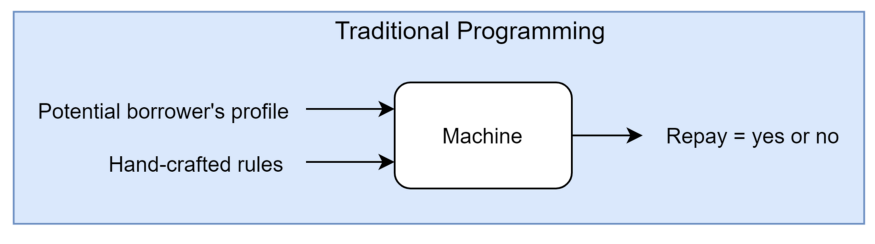 Traditional Programming
Potential borrower's profile
Hand-crafted rules
Machine
Repay = yes or no